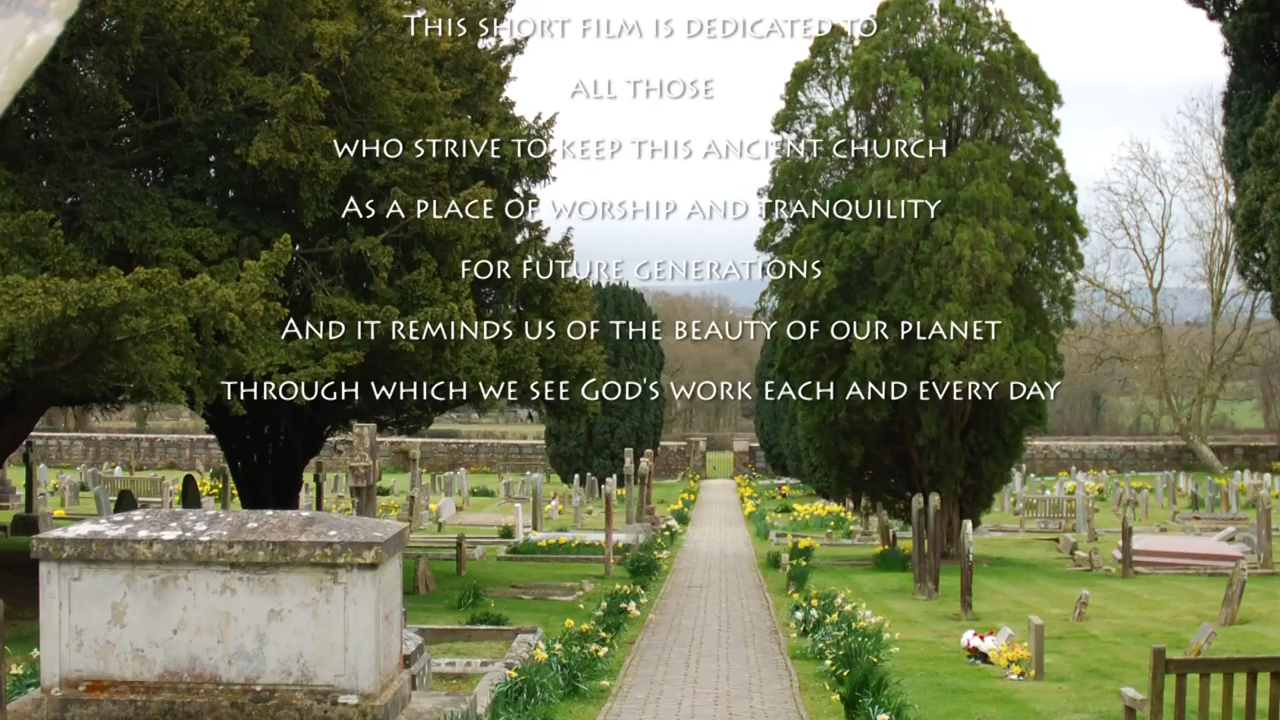 This short film is dedicated to
all those
who strive to keep this ancient church
As a place of worship and tranquility
for future generations
And it reminds us of the beauty of our planet
through which we see God's work each and every day